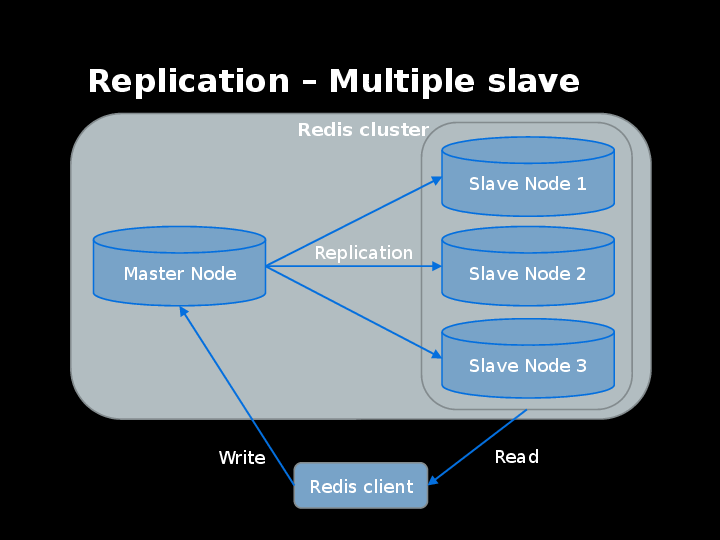 Replication – Multiple slave
Redis cluster
Slave Node 1
Replication
Master Node
Slave Node 2
Slave Node 3
Write
Read
Redis client